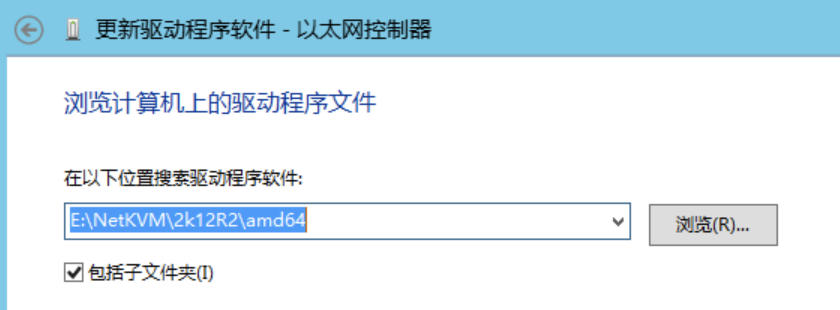 更新驱动程序软件 - 以太网控制器
浏览计算机上的驱动程序文件
在以下位置搜索驱动程序软件:
E:\NetKVM\2k12R2\amd64
浏览(R)...
包括子文件夹(I)